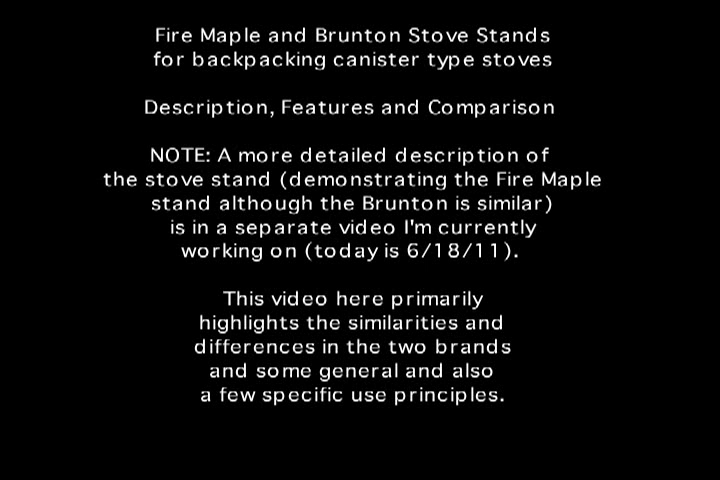 Fire Maple and Brunton Stove Stands
for backpacking canister type stoves
Description, Features and Comparison
NOTE: A more detailed description of
the stove stand (demonstrating the Fire Maple
stand although the Brunton is similar)
is in a separate video I'm currently
working on (today is 6/18/11).
This video here primarily
highlights the similarities and
differences in the two brands
and some general and also
a few specific use principles.